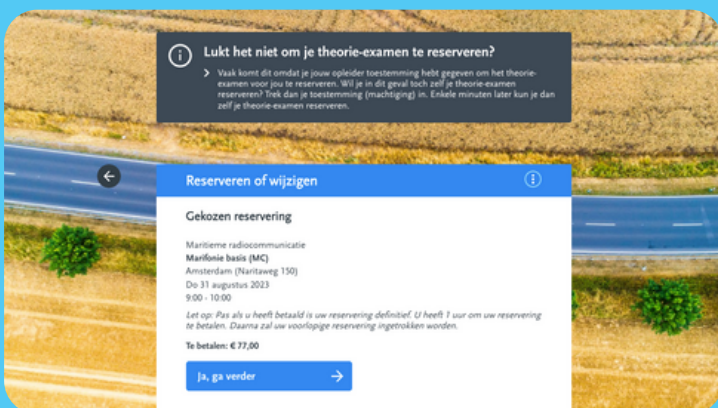 Lukt het niet om je theorie-examen te reserveren?
Vaak komt dit omdat je jouw opleider toestemming hebt gegeven om het theorie-
examen voor jou te reserveren. Wil je in dit geval toch zelf je theorie-examen
reserveren? Trek dan je toestemming (machtiging) in. Enkele minuten later kun je dan
zelf je theorie-examen reserveren.
Reserveren of wijzigen
Gekozen reservering
Maritieme radiocommunicatie
Marifonie basis (MC)
Amsterdam (Naritaweg 150)
Do 31 augustus 2023
9:00 - 10:00
Let op: Pas als u heeft betaald is uw reservering definitief. U heeft 1 uur om uw reservering
te betalen. Daarna zal uw voorlopige reservering ingetrokken worden.
Te betalen: € 77,00
Ja, ga verder